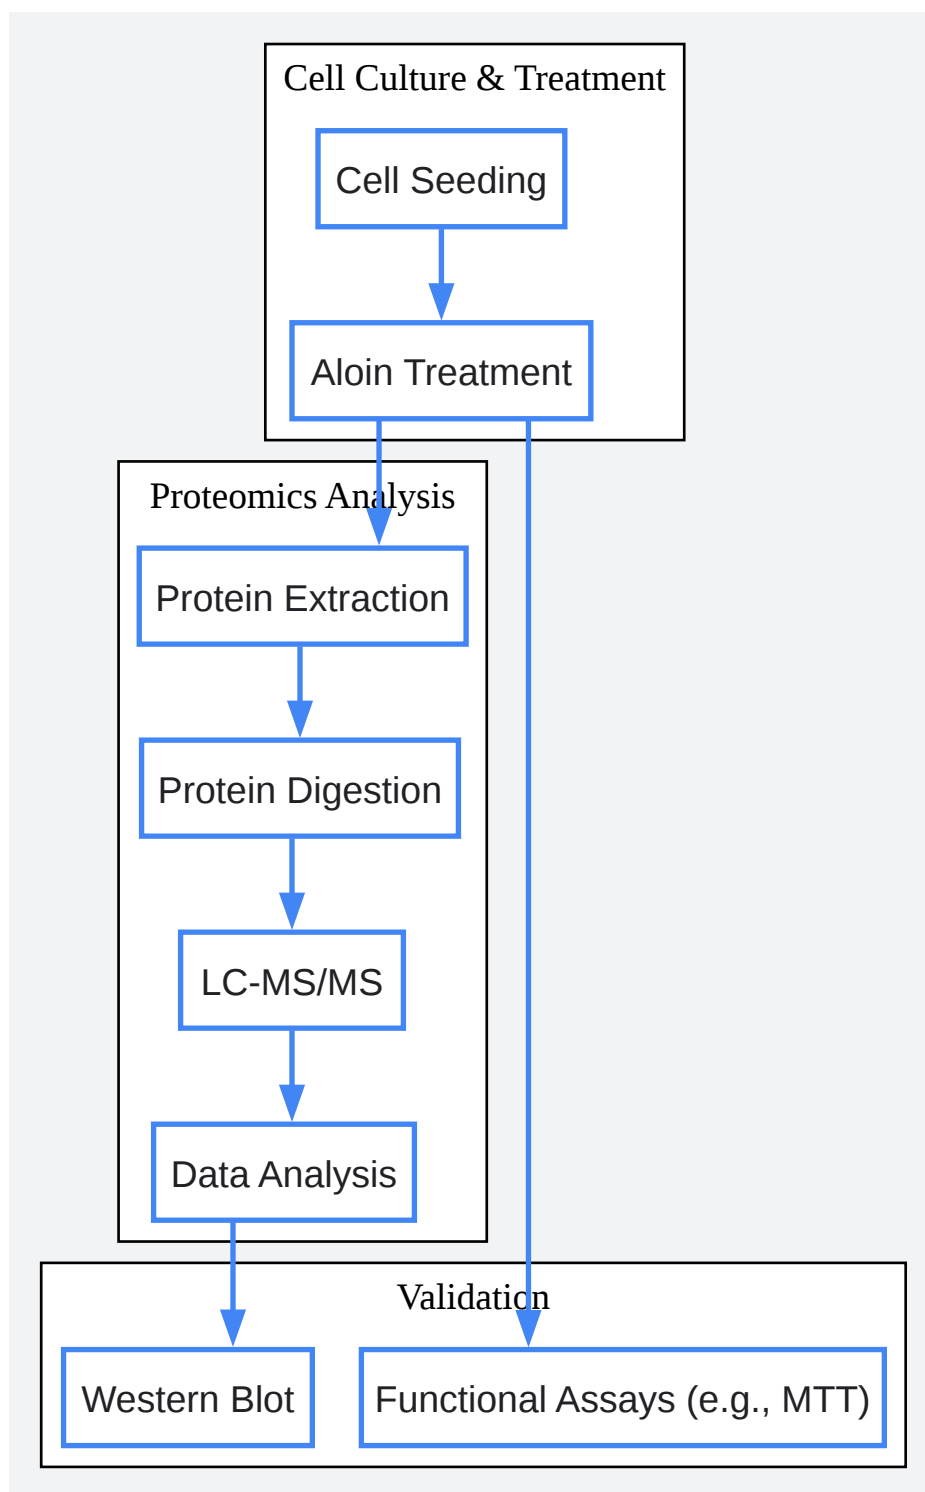 Cell Culture & Treatment
Cell Seeding
Aloin Treatment
Proteomics Analysis
Protein Extraction
Protein Digestion
LC-MS/MS
Data Analysis
Validation
Western Blot
Functional Assays (e.g., MTT)